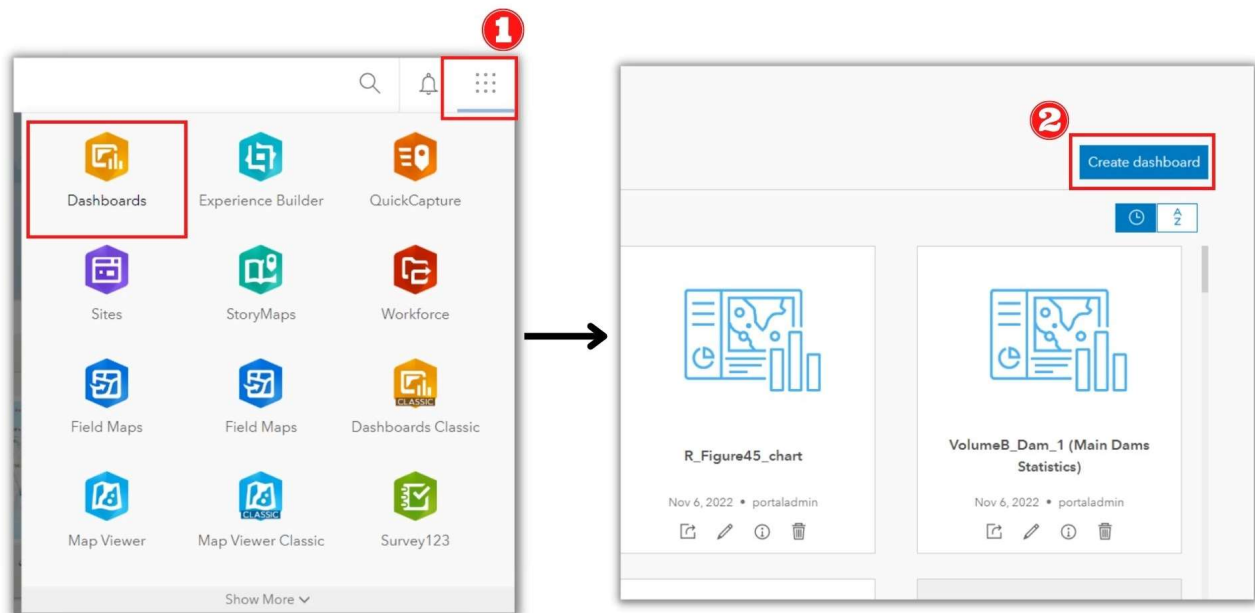 1
Dashboards
Experience Builder
QuickCapture
Sites
StoryMaps
Workforce
CLASSIC
Field Maps
Field Maps
Dashboards Classic
CLASSIC
Map Viewer
Map Viewer Classic
Survey123
Show More
2
Create dashboard
A
Z
R_Figure45_chart
Nov 6, 2022 • portaladmin
VolumeB_Dam_1 (Main Dams
Statistics)
Nov 6, 2022 • portaladmin